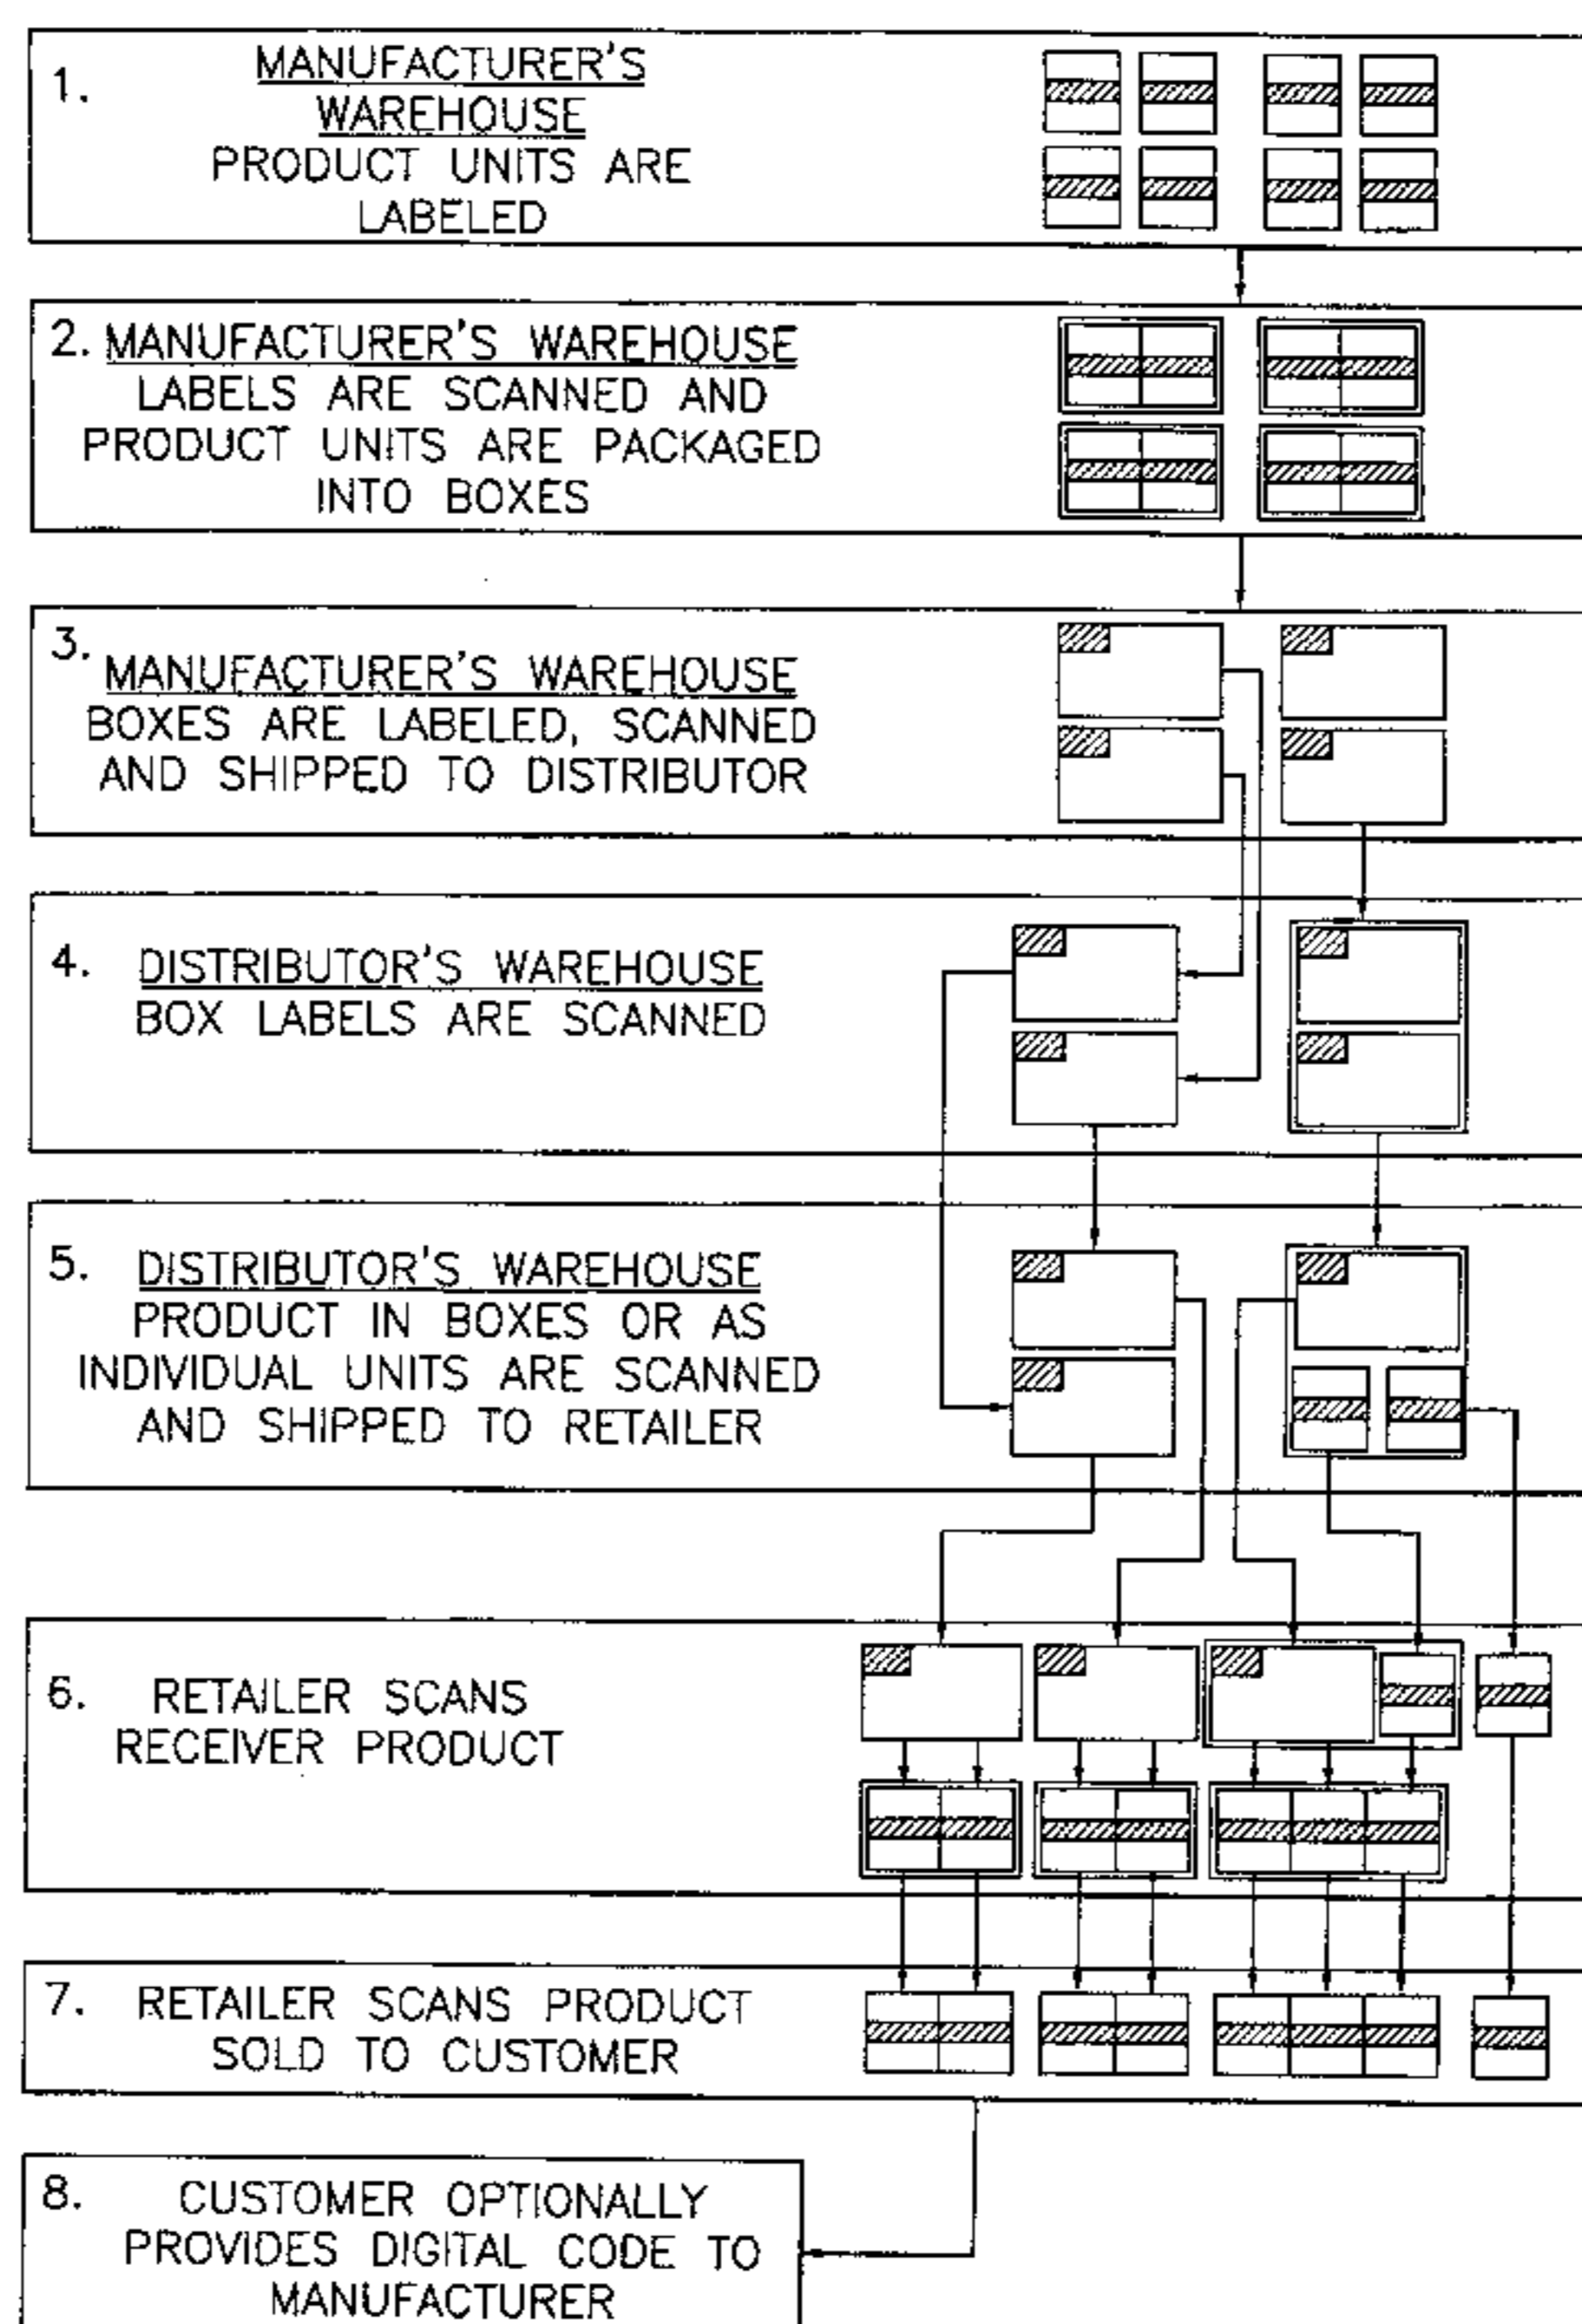 1. MANUFACTURER'S
WAREHOUSE
PRODUCT UNITS ARE
LABELED
2. MANUFACTURER'S WAREHOUSE
LABELS ARE SCANNED AND
PRODUCT UNITS ARE PACKAGED
INTO BOXES
3. MANUFACTURER'S WAREHOUSE
BOXES ARE LABELED, SCANNED
AND SHIPPED TO DISTRIBUTOR
4. DISTRIBUTOR'S WAREHOUSE
BOX LABELS ARE SCANNED
5. DISTRIBUTOR'S WAREHOUSE
PRODUCT IN BOXES OR AS
INDIVIDUAL UNITS ARE SCANNED
AND SHIPPED TO RETAILER
6. RETAILER SCANS
RECEIVER PRODUCT
7. RETAILER SCANS PRODUCT
SOLD TO CUSTOMER
8. CUSTOMER OPTIONALLY
PROVIDES DIGITAL CODE TO
MANUFACTURER